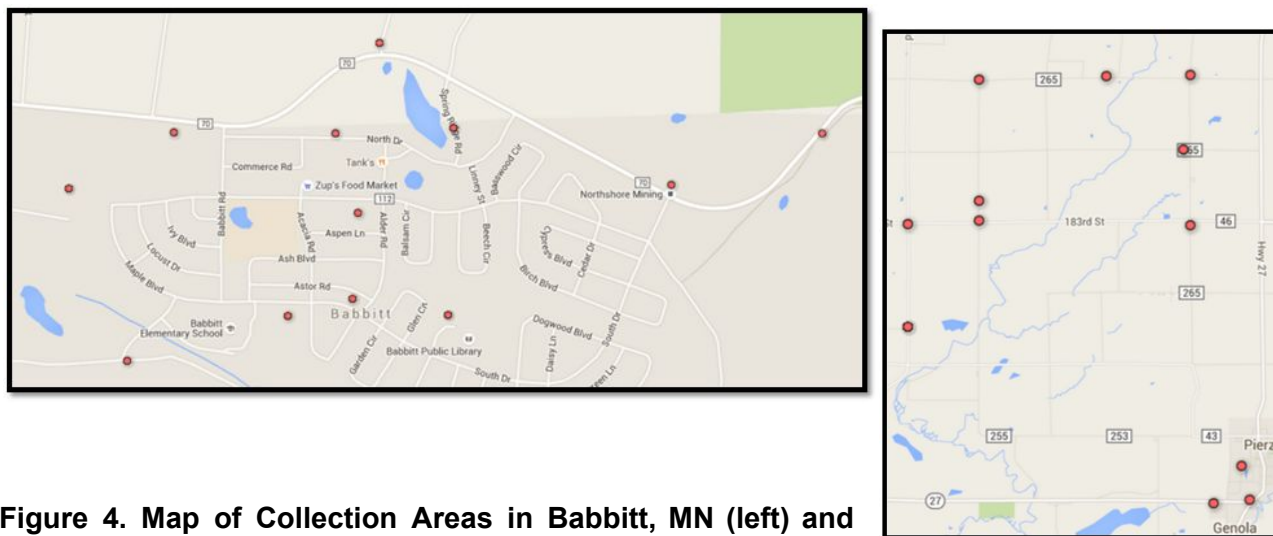 70
70
North Dr
Spring Ridge Rd
Commerce Rd
Tank's
Basswood Cir
Linney St
Zup's Food Market
70
Northshore Mining
112
Babbitt Rd
Acacia Rd
Alder Rd
Balsam Cir
Ivy Blvd
Aspen Ln
Beech Cir
Cypress Blvd
Cedar Dr
Locust Dr
Ash Blvd
Maple Blvd
Birch Blvd
Astor Rd
Babbitt
Glen Cir
Babbitt
Elementary School
Dogwood Blvd
South Dr
Garden Cir
Babbitt Public Library
Daisy Ln
South Dr
265
183rd St
46
Hwy 27
265
255
253
43
Pierz
27
Genola
Figure 4. Map of Collection Areas in Babbitt, MN (left) and